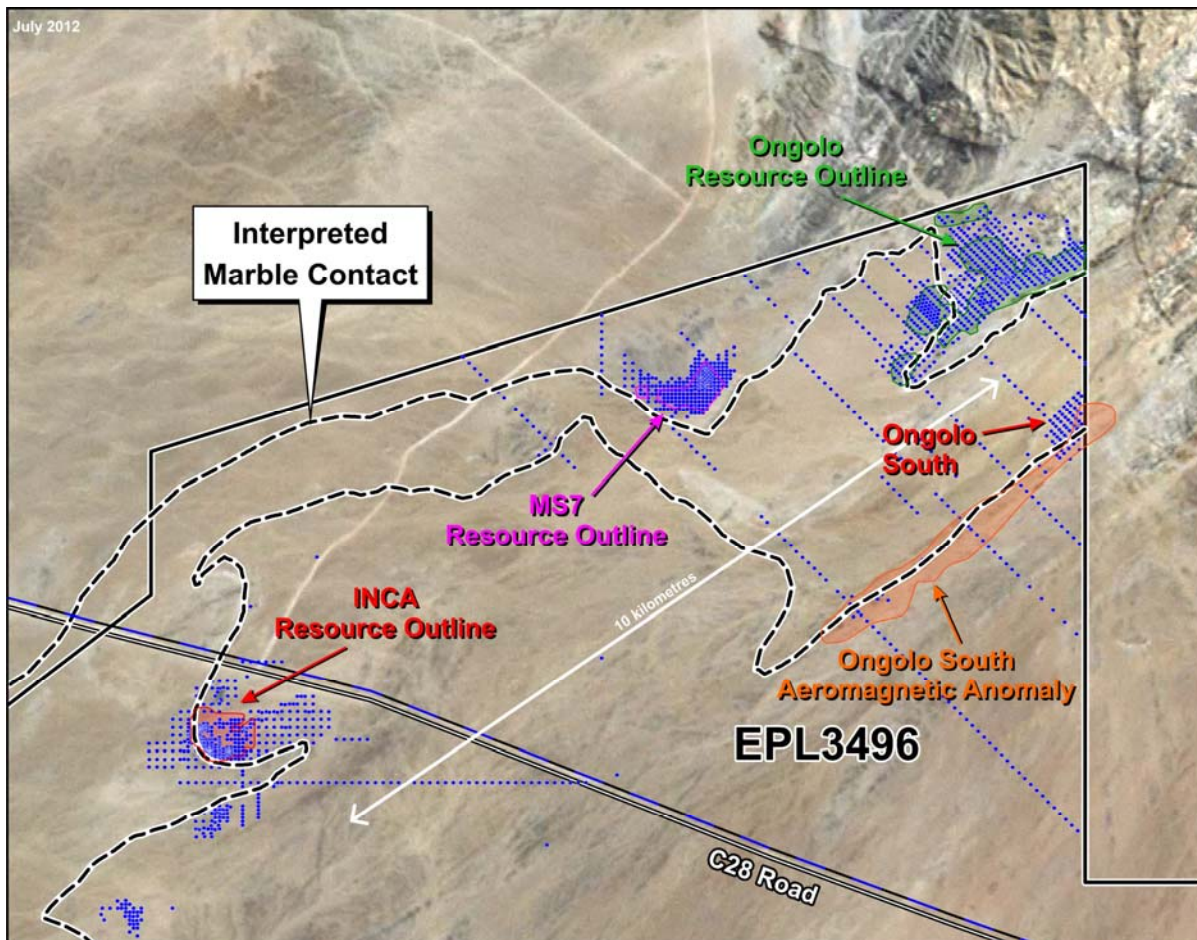 July 2012
Ongolo
Resource Outline
Interpreted
Marble Contact
Ongolo
South
MS7
Resource Outline
INCA
Resource Outline
10 kilometres
Ongolo South
Aeromagnetic Anomaly
EPL3496
C28 Road